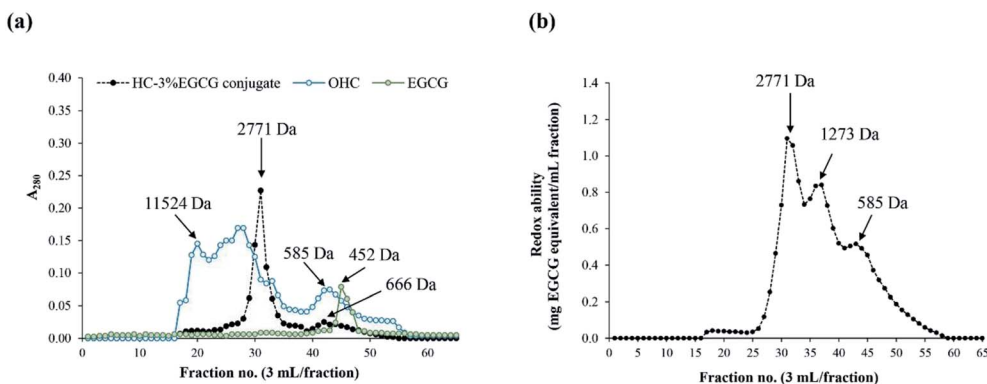 (a)
HC-3%EGCG conjugate OHC EGCG
0.40
0.35
0.30
0.25
0.20
0.15
0.10
0.05
0.00
A280
2771 Da
11524 Da
585 Da
452 Da
666 Da
0 10 20 30 40 50 60
Fraction no. (3 mL/fraction)
(b)
1.4
1.2
1.0
0.8
0.6
0.4
0.2
0.0
Redox ability
(mg EGCG equivalent/mL fraction)
2771 Da
1273 Da
585 Da
0 5 10 15 20 25 30 35 40 45 50 55 60 65
Fraction no. (3 mL/fraction)